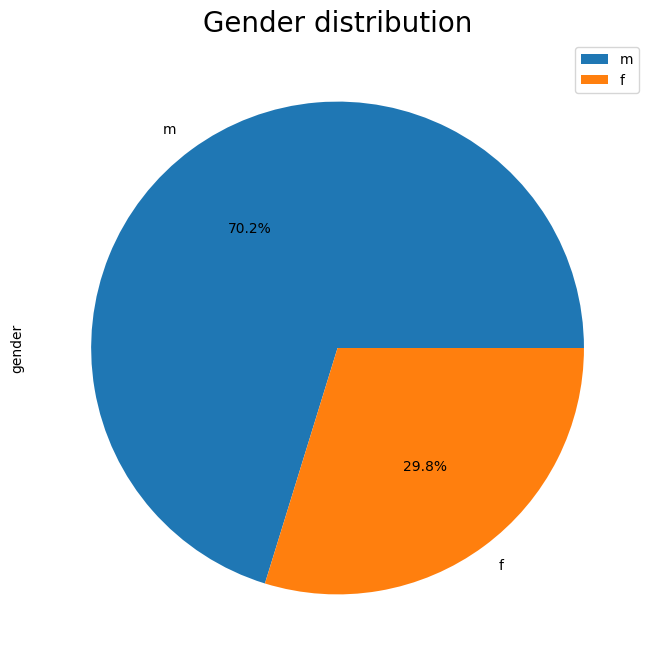 Gender distribution
m
f
m
70.2%
gender
29.8%
f